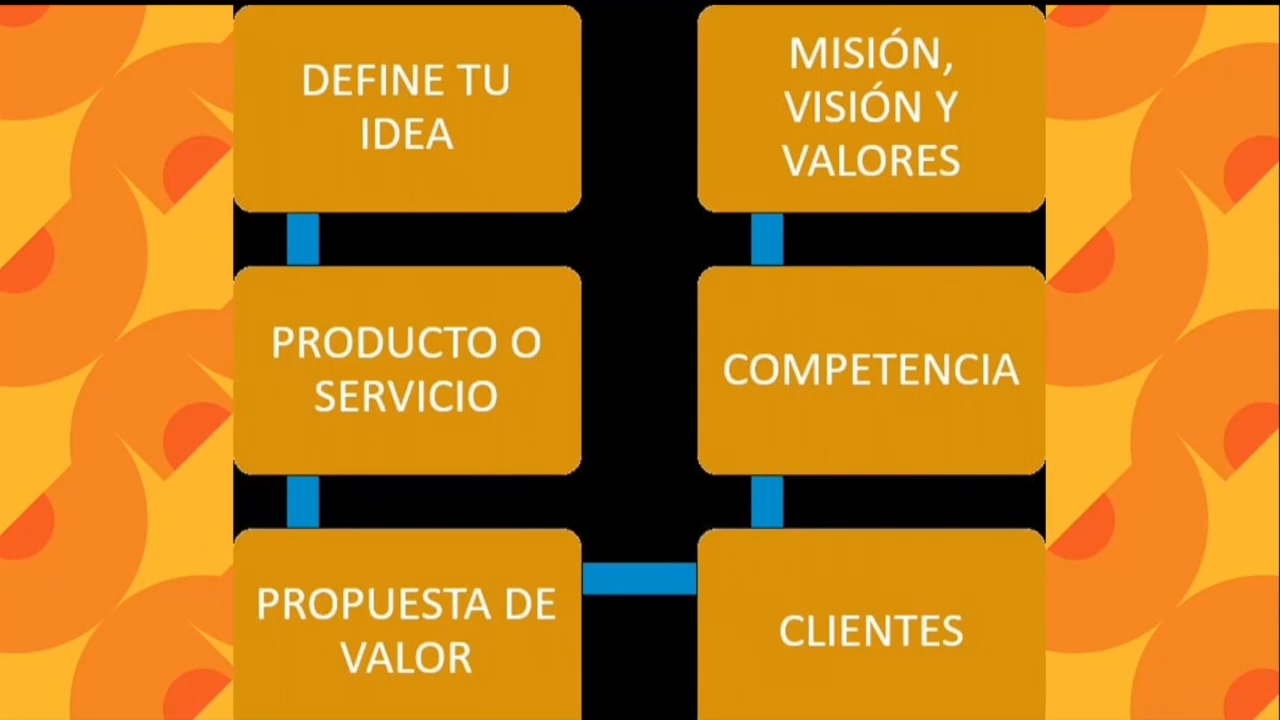 DEFINE TU
IDEA
PRODUCTO O
SERVICIO
PROPUESTA DE
VALOR
CLIENTES
COMPETENCIA
MISIÓN,
VISIÓN Y
VALORES